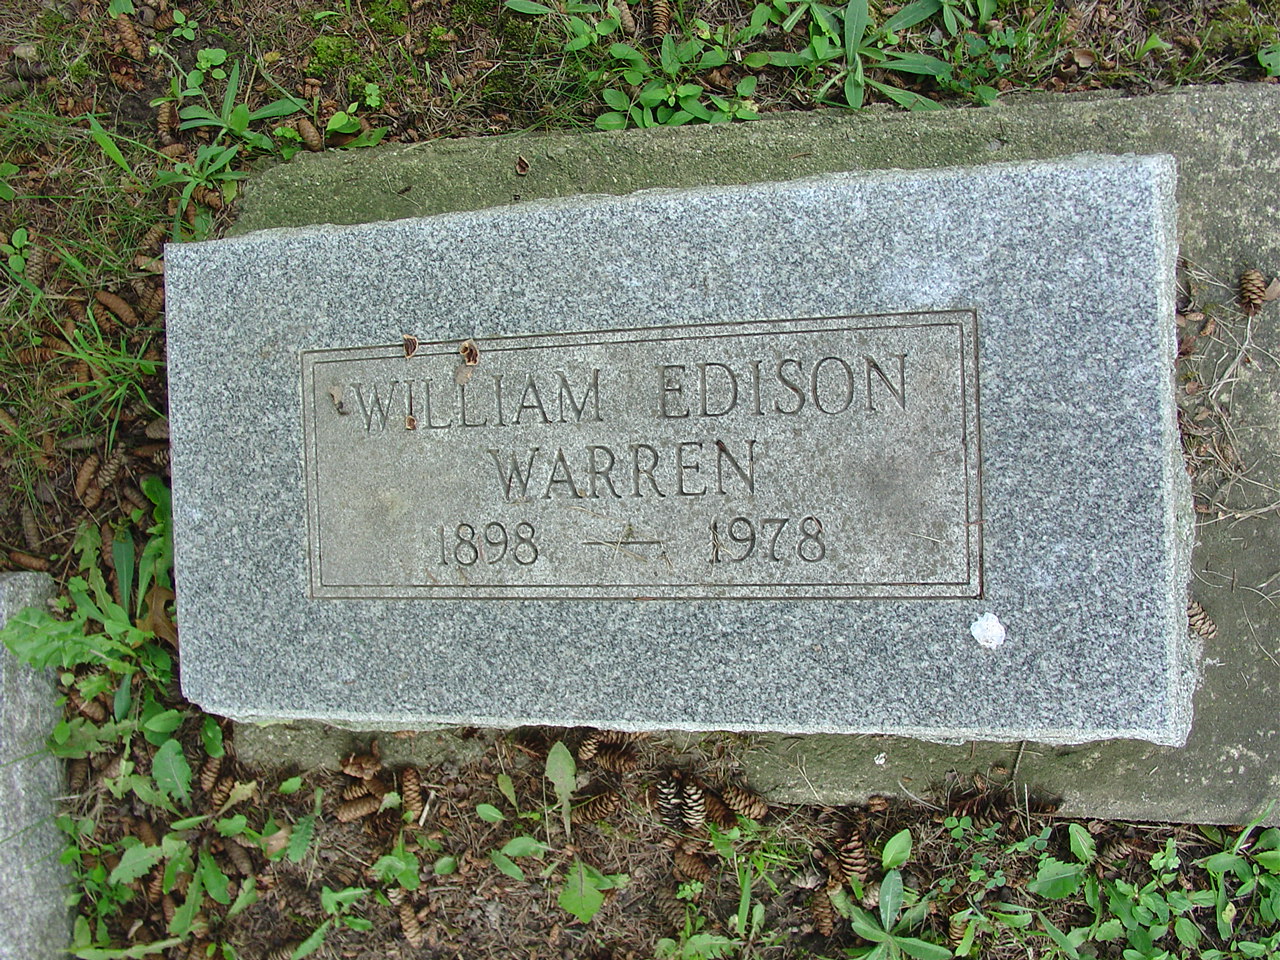 WILLIAM EDISON
WARREN
1898 — 1978